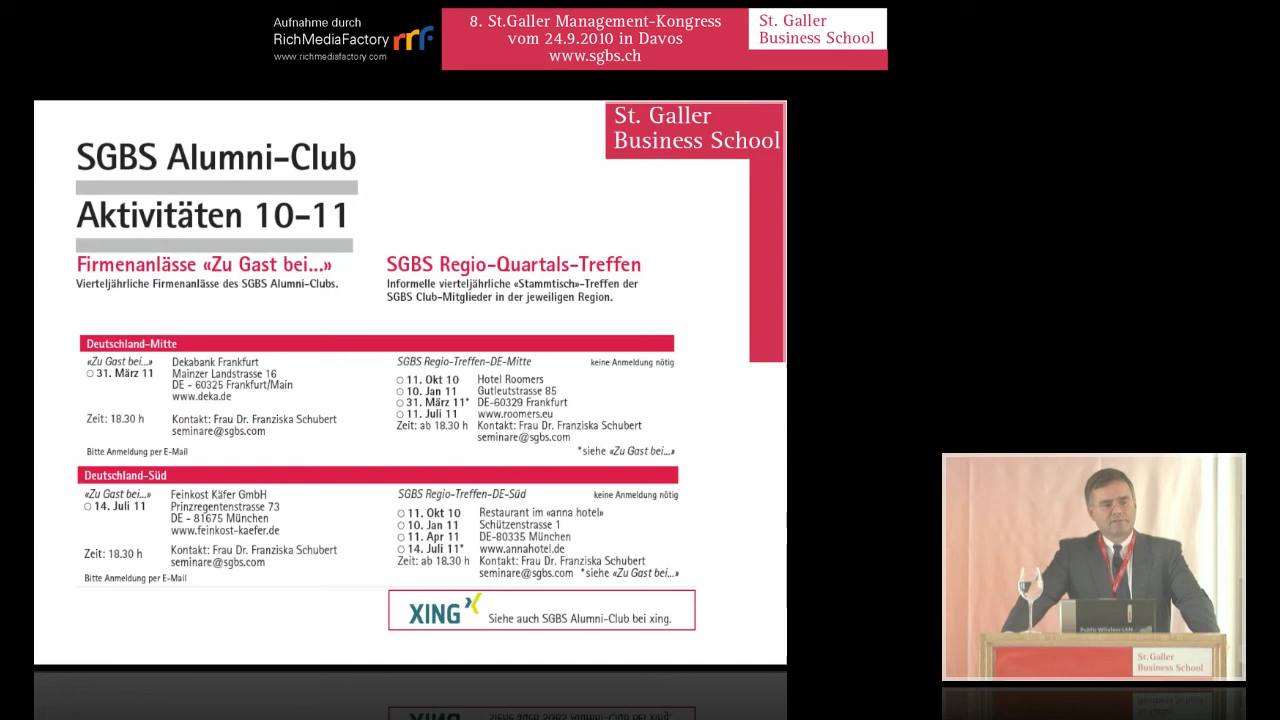 Aufnahme durch
RichMediaFactory rrf
www.richmediafactory.com
8. St.Galler Management-Kongress
vom 24.9.2010 in Davos
www.sgbs.ch
St. Galler
Business School
St. Galler
Business School
SGBS Alumni-Club
Aktivitäten 10-11
Firmenanlässe «Zu Gast bei...»
Vierteljährliche Firmenanlässe des SGBS Alumni-Clubs.
SGBS Regio-Quartals-Treffen
Informelle vierteljährliche «Stammtisch»-Treffen der
SGBS Club-Mitglieder in der jeweiligen Region.
Deutschland-Mitte
«Zu Gast bei...» Dekabank Frankfurt
31. März 11 Mainzer Landstrasse 16
DE - 60325 Frankfurt/Main
www.deka.de
Zeit: 18.30 h Kontakt: Frau Dr. Franziska Schubert
seminare@sgbs.com
Bitte Anmeldung per E-Mail
SGBS Regio-Treffen-DE-Mitte keine Anmeldung nötig
11. Okt 10 Hotel Roomers
10. Jan 11 Gutleutstrasse 85
31. März 11* DE-60329 Frankfurt
11. Juli 11 www.roomers.eu
Zeit: ab 18.30 h Kontakt: Frau Dr. Franziska Schubert
seminare@sgbs.com
*siehe «Zu Gast bei...»
Deutschland-Süd
«Zu Gast bei...» Feinkost Käfer GmbH
14. Juli 11 Prinzregentenstrasse 73
DE - 81675 München
www.feinkost-kaefer.de
Zeit: 18.30 h Kontakt: Frau Dr. Franziska Schubert
seminare@sgbs.com
Bitte Anmeldung per E-Mail
SGBS Regio-Treffen-DE-Süd keine Anmeldung nötig
11. Okt 10 Restaurant im «anna hotel»
10. Jan 11 Schützenstrasse 1
11. Apr 11 DE-80335 München
14. Juli 11* www.annahotel.de
Zeit: ab 18.30 h Kontakt: Frau Dr. Franziska Schubert
seminare@sgbs.com *siehe «Zu Gast bei...»
XING Siehe auch SGBS Alumni-Club bei xing.
Public Wireless LAN
St. Galler
Business School